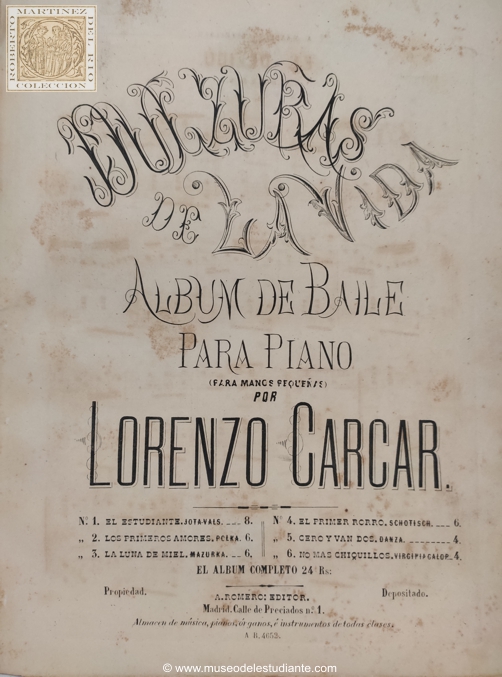 ROBERTO MARTINEZ DEL RIO
COLECCION
DULZURAS
DE LA VIDA
ALBUM DE BAILE
PARA PIANO
(PARA MANOS PEQUEÑAS)
POR
LORENZO CARCAR.
Nº. 1. EL ESTUDIANTE. JOTA-VALS. 8.
„ 2. LOS PRIMEROS AMORES. POLKA. 6.
„ 3. LA LUNA DE MIEL. MAZURKA. 6.
Nº 4. EL PRIMER RORRO. SCHOTISCH. 6.
„ 5. CERO Y VAN DOS. DANZA. 4.
„ 6. NO MAS CHIQUILLOS. VIRGINIA GALOP. 4.
EL ALBUM COMPLETO 24 Rs:
Propiedad.
A. ROMERO: EDITOR.
Depositado.
Madrid. Calle de Preciados nº. 1.
Almacen de música, pianos, órganos, é instrumentos de todas clases.
A R. 4652.
© www.museodelestudiante.com